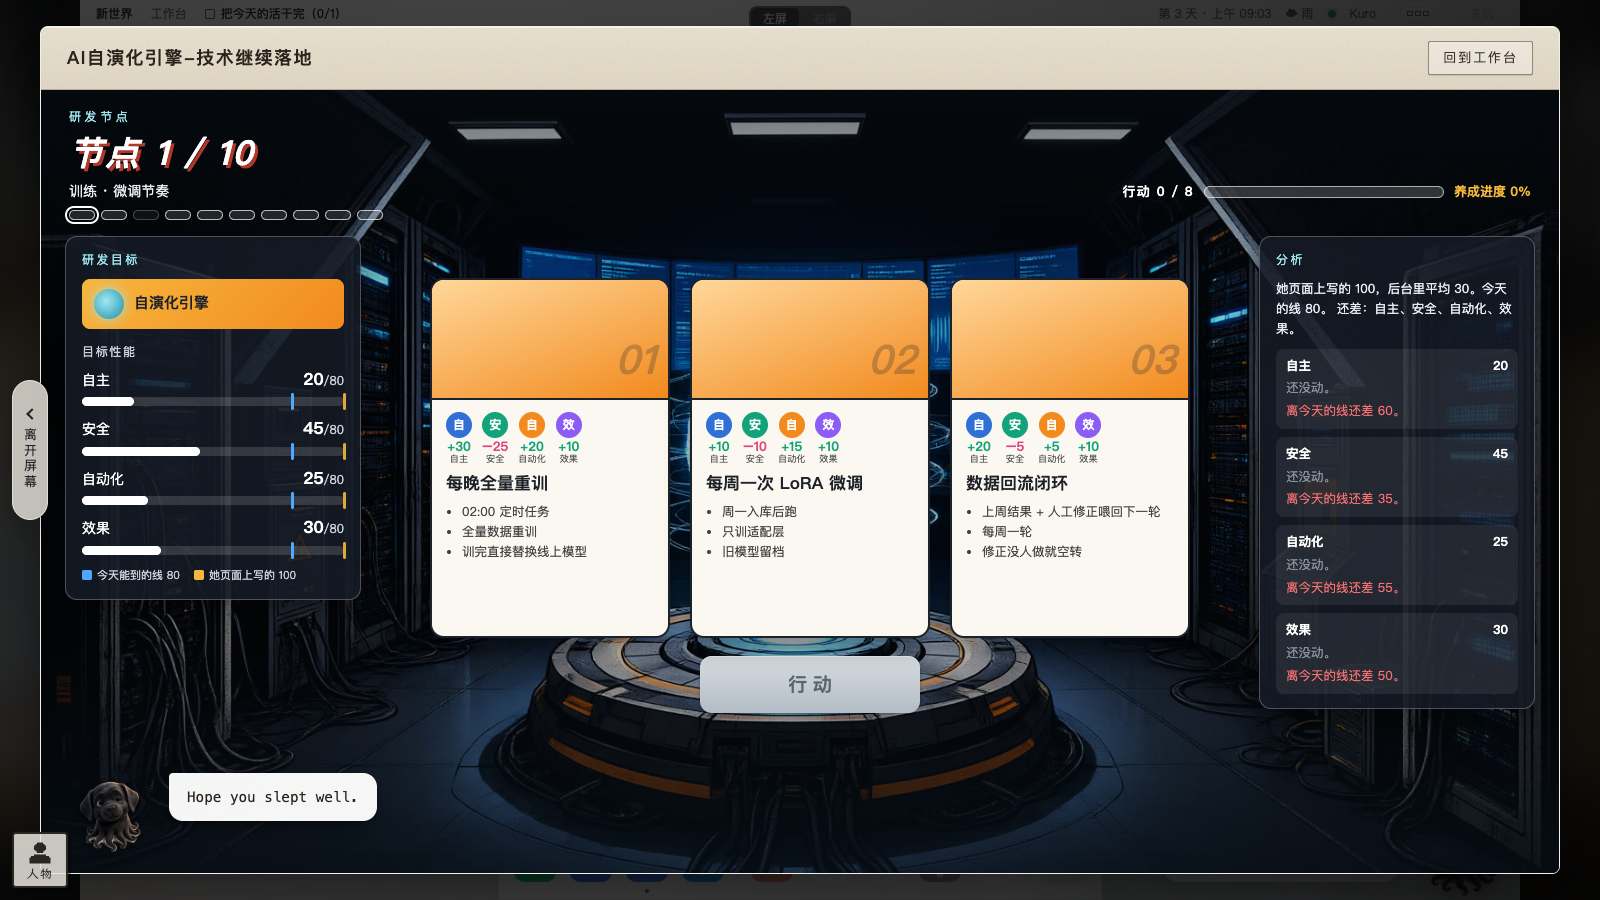 新世界 工作台 把今天的活干完 (0/1)
左屏 右屏
第 3 天 · 上午 09:03 雨 Kuro
AI自演化引擎–技术继续落地
回到工作台
研发节点
节点 1 / 10
训练 · 微调节奏
行动 0 / 8
养成进度 0%
研发目标
自演化引擎
目标性能
自主 20/80
安全 45/80
自动化 25/80
效果 30/80
今天能到的线 80 她页面上写的 100
离开屏幕
01
自 安 自 效
+30 −25 +20 +10
自主 安全 自动化 效果
每晚全量重训
• 02:00 定时任务
• 全量数据重训
• 训完直接替换线上模型
02
自 安 自 效
+10 −10 +15 +10
自主 安全 自动化 效果
每周一次 LoRA 微调
• 周一入库后跑
• 只训适配层
• 旧模型留档
03
自 安 自 效
+20 −5 +5 +10
自主 安全 自动化 效果
数据回流闭环
• 上周结果 + 人工修正喂回下一轮
• 每周一轮
• 修正没人做就空转
行动
分析
她页面上写的 100，后台里平均 30。今天
的线 80。 还差：自主、安全、自动化、效
果。
自主 20
还没动。
离今天的线还差 60。
安全 45
还没动。
离今天的线还差 35。
自动化 25
还没动。
离今天的线还差 55。
效果 30
还没动。
离今天的线还差 50。
Hope you slept well.
人物